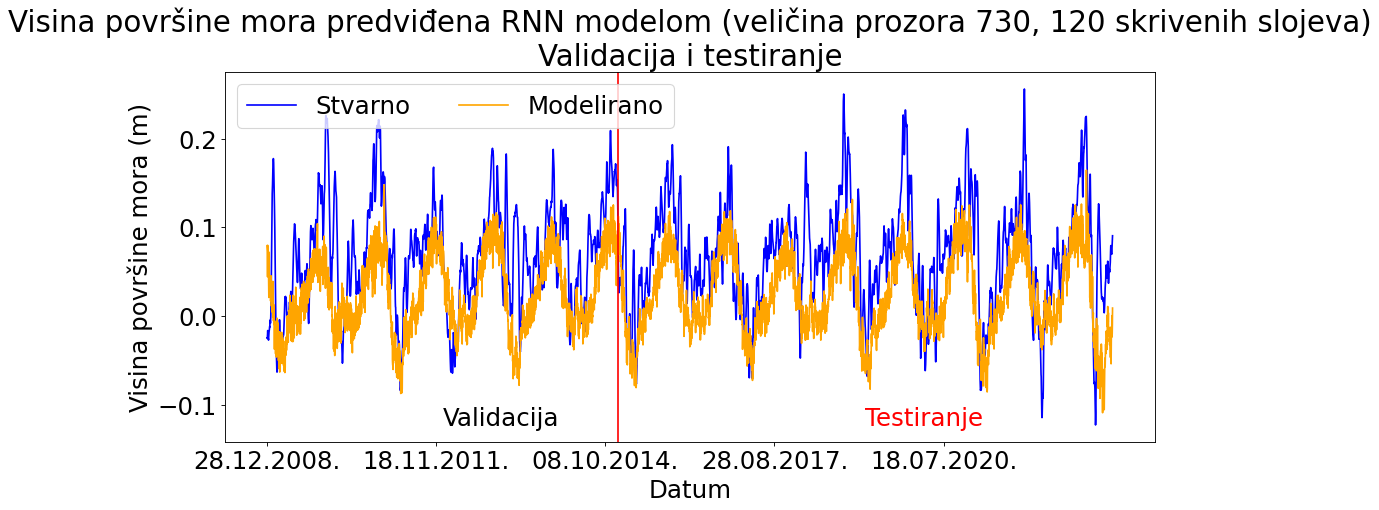 Visina površine mora predviđena RNN modelom (veličina prozora 730, 120 skrivenih slojeva)
Validacija i testiranje
Stvarno
Modelirano
Visina površine mora (m)
0.2
0.1
0.0
−0.1
Validacija
Testiranje
28.12.2008.
18.11.2011.
08.10.2014.
28.08.2017.
18.07.2020.
Datum